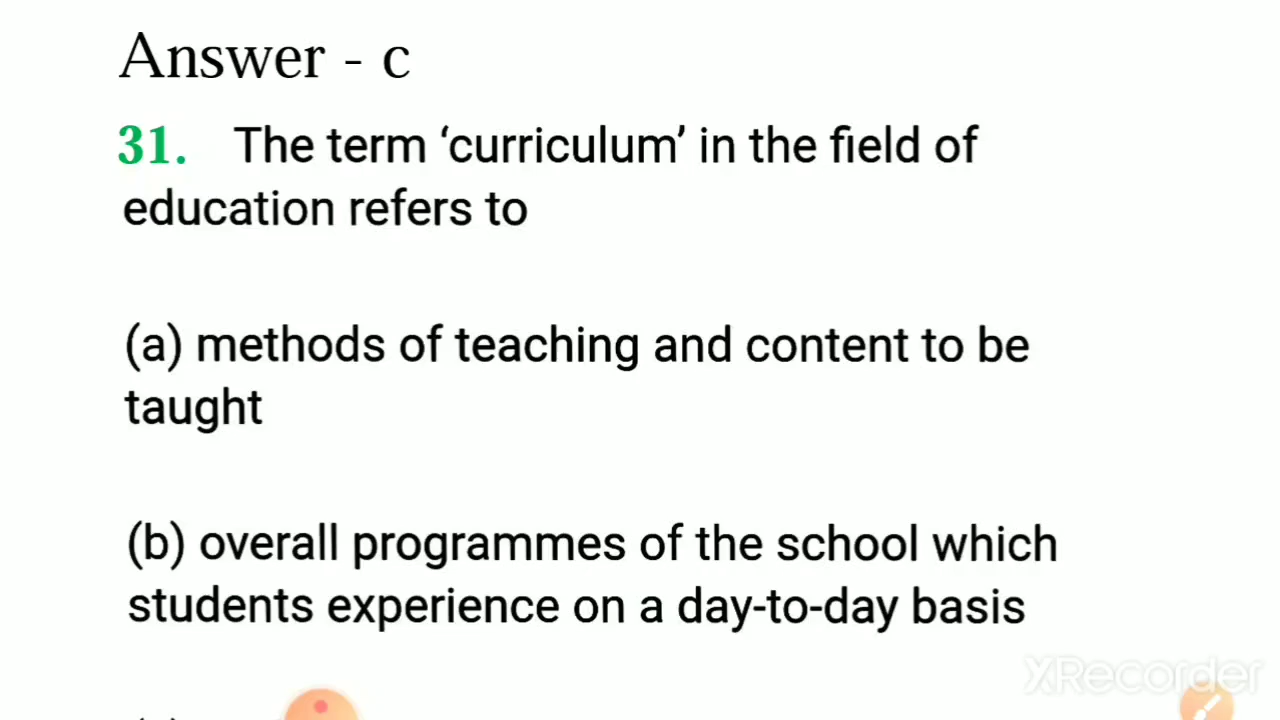 Answer - c
31. The term ‘curriculum’ in the field of
education refers to
(a) methods of teaching and content to be
taught
(b) overall programmes of the school which
students experience on a day-to-day basis
XRecorder